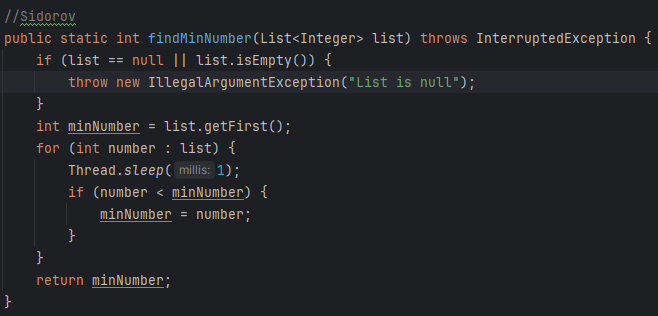 //Sidorov
public static int findMinNumber(List<Integer> list) throws InterruptedException {
    if (list == null || list.isEmpty()) {
        throw new IllegalArgumentException("List is null");
    }
    int minNumber = list.getFirst();
    for (int number : list) {
        Thread.sleep( millis: 1);
        if (number < minNumber) {
            minNumber = number;
        }
    }
    return minNumber;
}